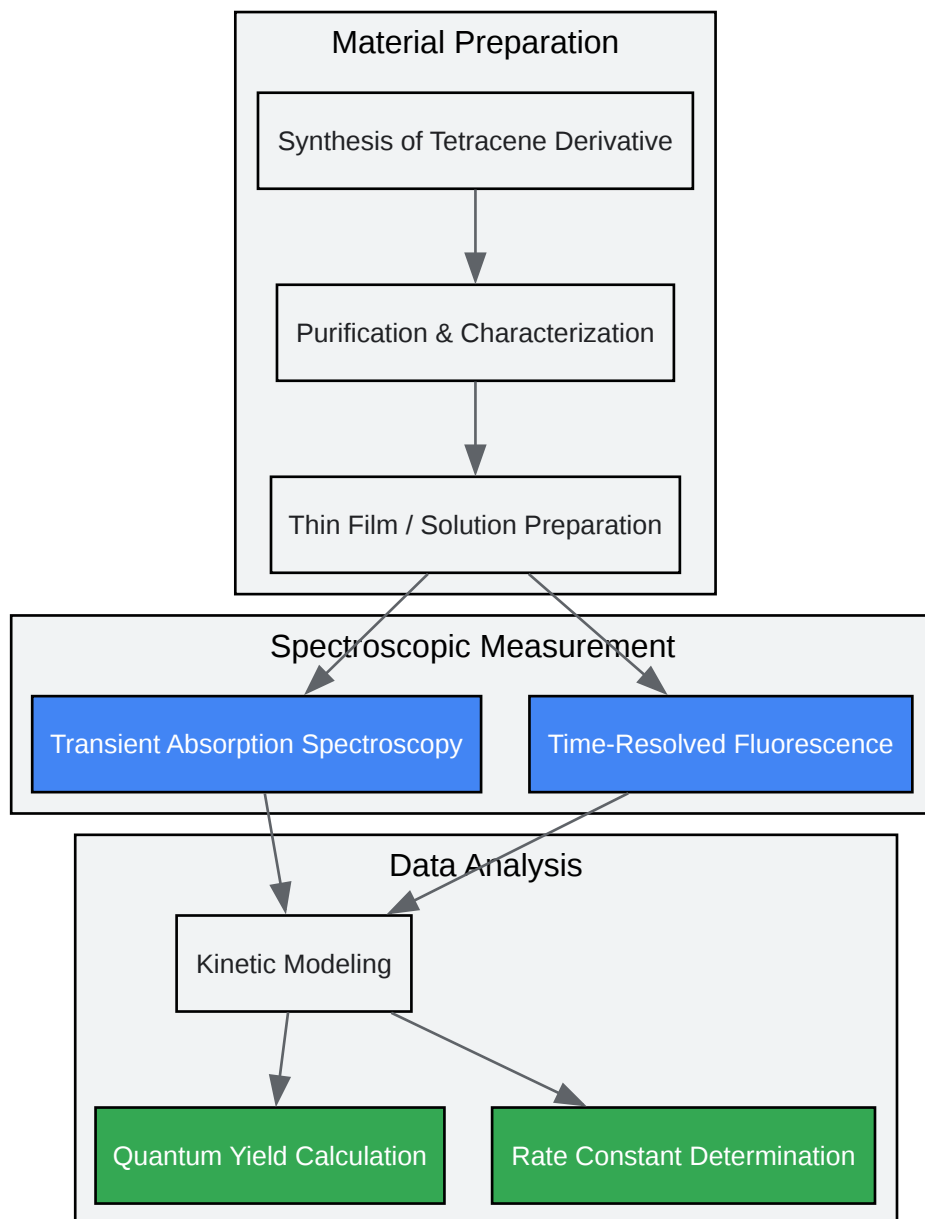 Material Preparation
Synthesis of Tetracene Derivative
Purification & Characterization
Thin Film / Solution Preparation
Spectroscopic Measurement
Transient Absorption Spectroscopy
Time-Resolved Fluorescence
Data Analysis
Kinetic Modeling
Quantum Yield Calculation
Rate Constant Determination